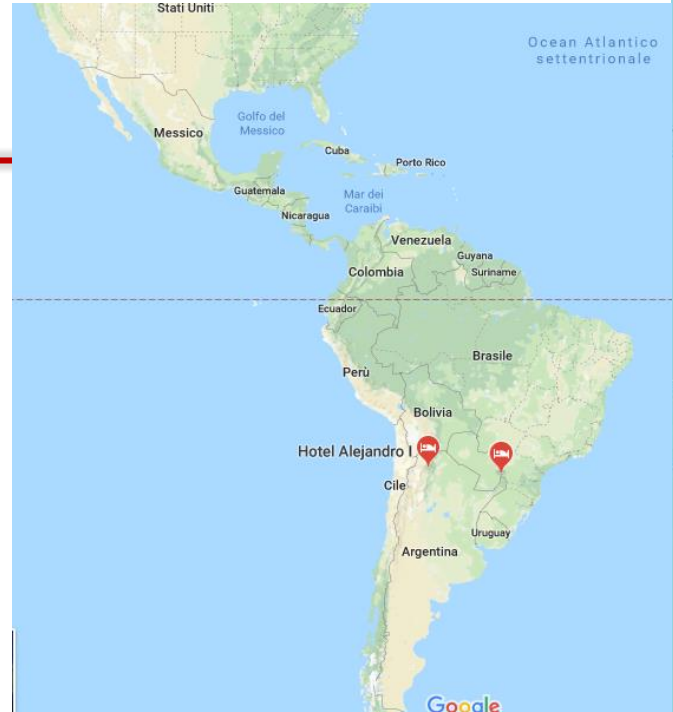 Stati Uniti
Ocean Atlantico
settentrionale
Golfo del
Messico
Messico
Cuba
Porto Rico
Guatemala
Mar dei
Caraibi
Nicaragua
Venezuela
Guyana
Colombia
Suriname
Ecuador
Brasile
Perù
Bolivia
Hotel Alejandro I
Cile
Uruguay
Argentina
Google